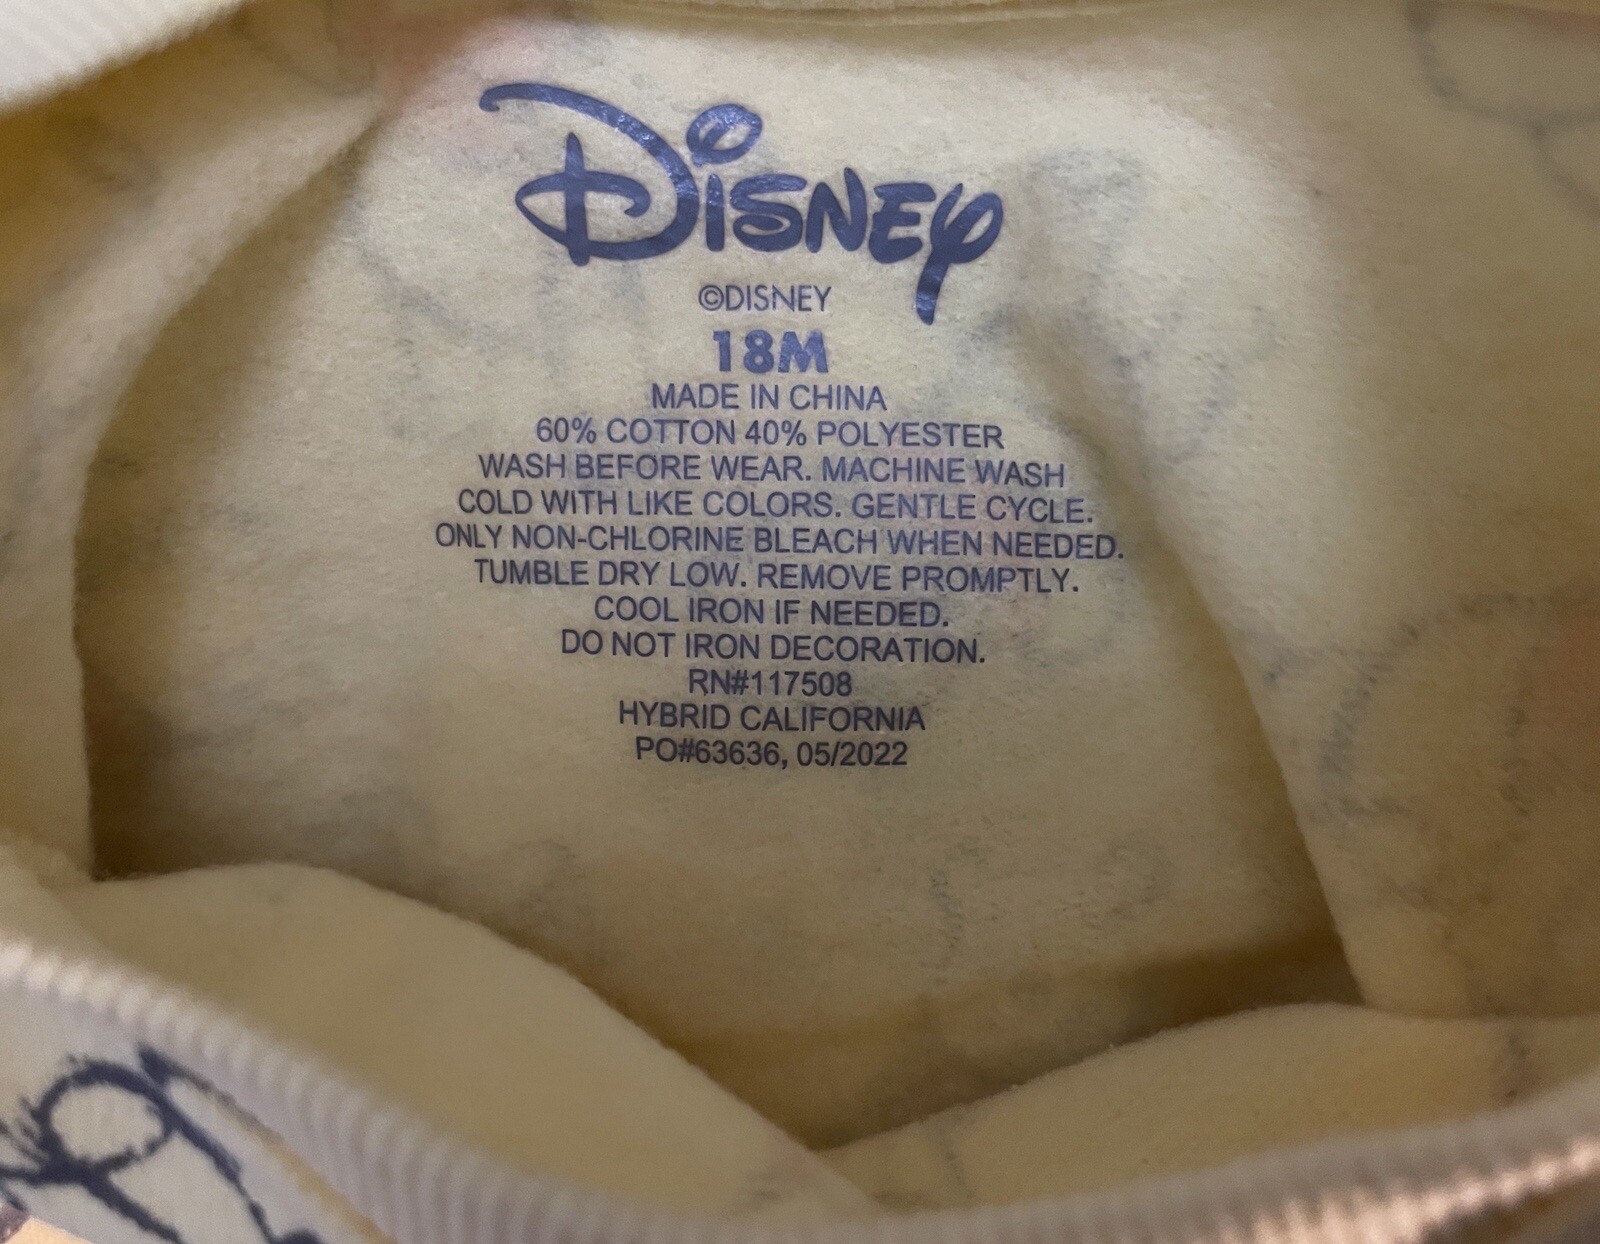 DISNEY
©DISNEY
18M
MADE IN CHINA
60% COTTON 40% POLYESTER
WASH BEFORE WEAR. MACHINE WASH
COLD WITH LIKE COLORS. GENTLE CYCLE.
ONLY NON-CHLORINE BLEACH WHEN NEEDED.
TUMBLE DRY LOW. REMOVE PROMPTLY.
COOL IRON IF NEEDED.
DO NOT IRON DECORATION.
RN#117508
HYBRID CALIFORNIA
PO#63636, 05/2022